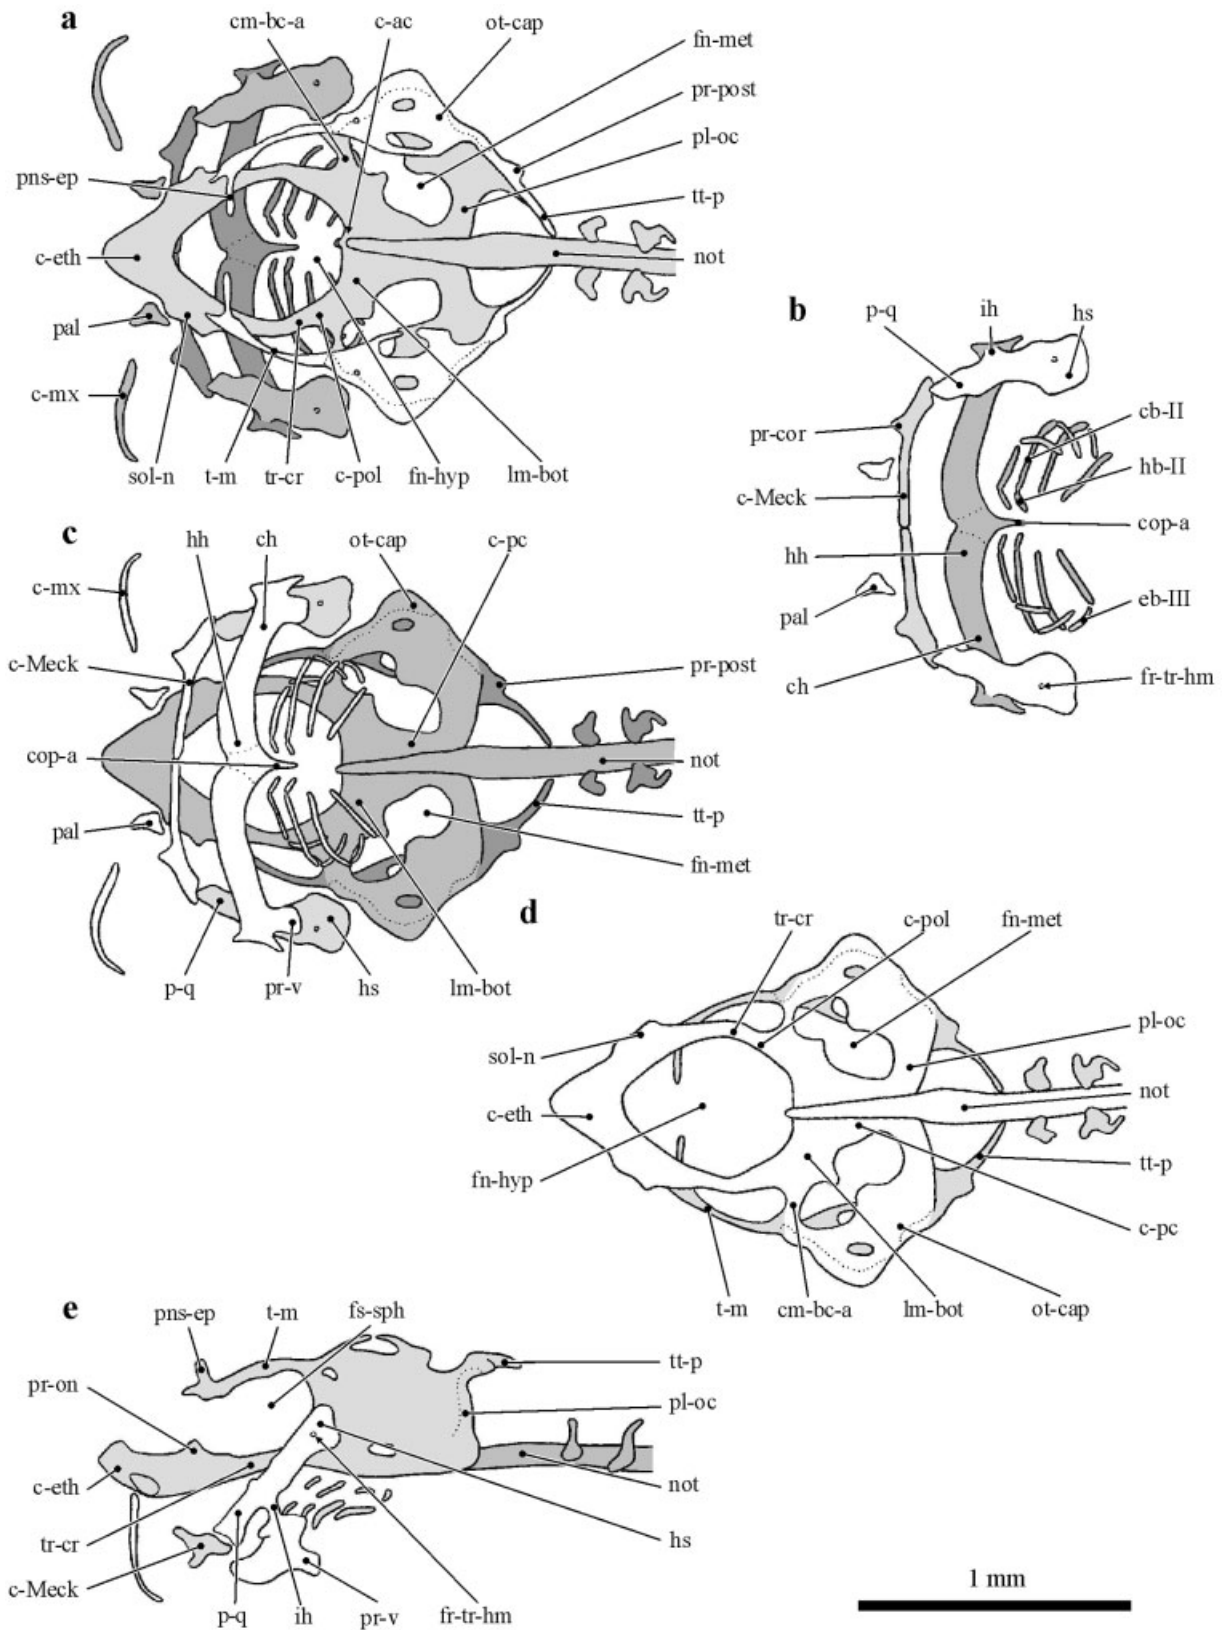 a
cm-bc-a
c-ac
ot-cap
fn-met
pr-post
pl-oc
tt-p
not
pns-ep
c-eth
pal
c-mx
sol-n
t-m
tr-cr
c-pol
fn-hyp
lm-bot
b
p-q
ih
hs
pr-cor
c-Meck
hh
pal
ch
cb-II
hb-II
cop-a
eb-III
fr-tr-hm
c
hh
ch
ot-cap
c-pc
c-mx
c-Meck
cop-a
pal
pr-post
not
tt-p
fn-met
p-q
pr-v
hs
lm-bot
d
tr-cr
c-pol
fn-met
sol-n
c-eth
fn-hyp
pl-oc
not
tt-p
c-pc
t-m
cm-bc-a
lm-bot
ot-cap
e
pns-ep
t-m
fs-sph
pr-on
c-eth
tr-cr
c-Meck
tt-p
pl-oc
not
hs
p-q
ih
pr-v
fr-tr-hm
1 mm